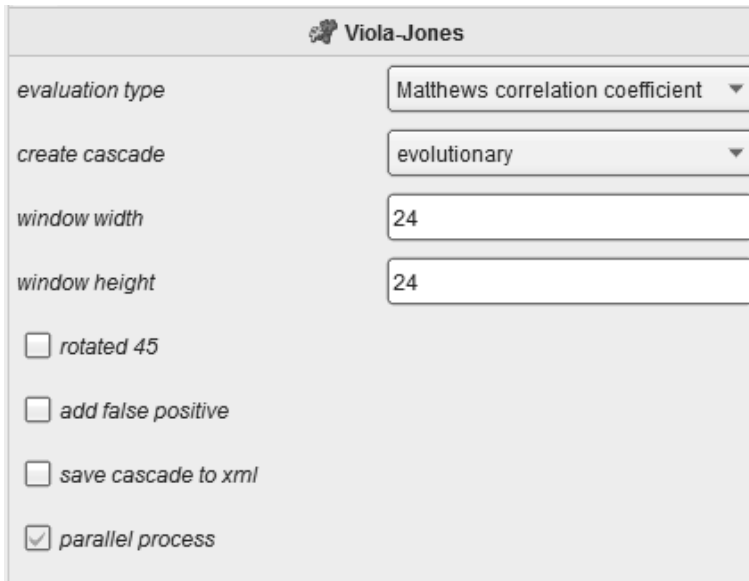 Viola-Jones
evaluation type Matthews correlation coefficient
create cascade evolutionary
window width 24
window height 24
rotated 45
add false positive
save cascade to xml
parallel process